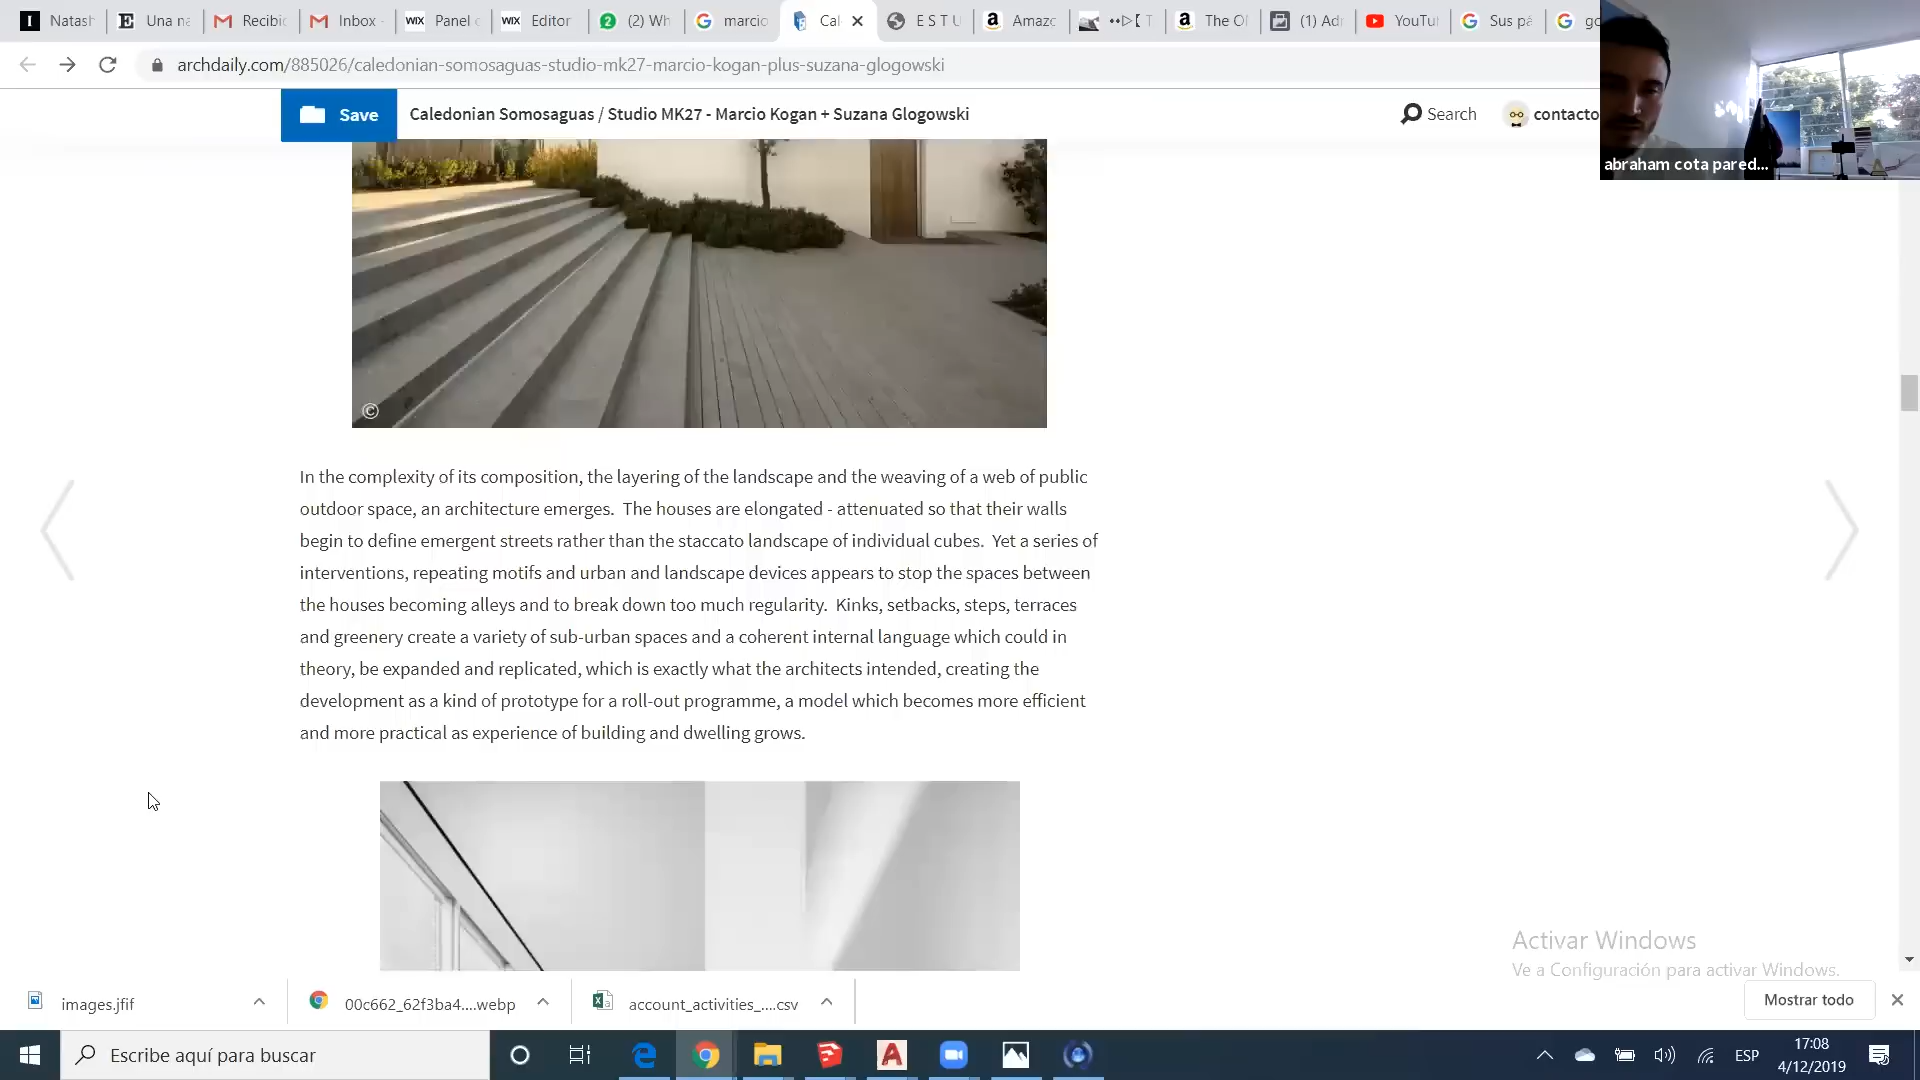 Natash
Una na
Recibi
Inbox -
WIX Panel
WIX Editor
2 (2) Wh
marcio
Cal
E S T U
a Amazo
a The Ol
(1) Adr
YouTu
Sus pá
archdaily.com/885026/caledonian-somosaguas-studio-mk27-marcio-kogan-plus-suzana-glogowski
Save
Caledonian Somosaguas / Studio MK27 - Marcio Kogan + Suzana Glogowski
Search
contacto
abraham cota pared...
©
In the complexity of its composition, the layering of the landscape and the weaving of a web of public
outdoor space, an architecture emerges.  The houses are elongated - attenuated so that their walls
begin to define emergent streets rather than the staccato landscape of individual cubes.  Yet a series of
interventions, repeating motifs and urban and landscape devices appears to stop the spaces between
the houses becoming alleys and to break down too much regularity.  Kinks, setbacks, steps, terraces
and greenery create a variety of sub-urban spaces and a coherent internal language which could in
theory, be expanded and replicated, which is exactly what the architects intended, creating the
development as a kind of prototype for a roll-out programme, a model which becomes more efficient
and more practical as experience of building and dwelling grows.
Activar Windows
Ve a Configuración para activar Windows.
images.jfif
00c662_62f3ba4....webp
account_activities_....csv
Mostrar todo
Escribe aquí para buscar
ESP
17:08
4/12/2019